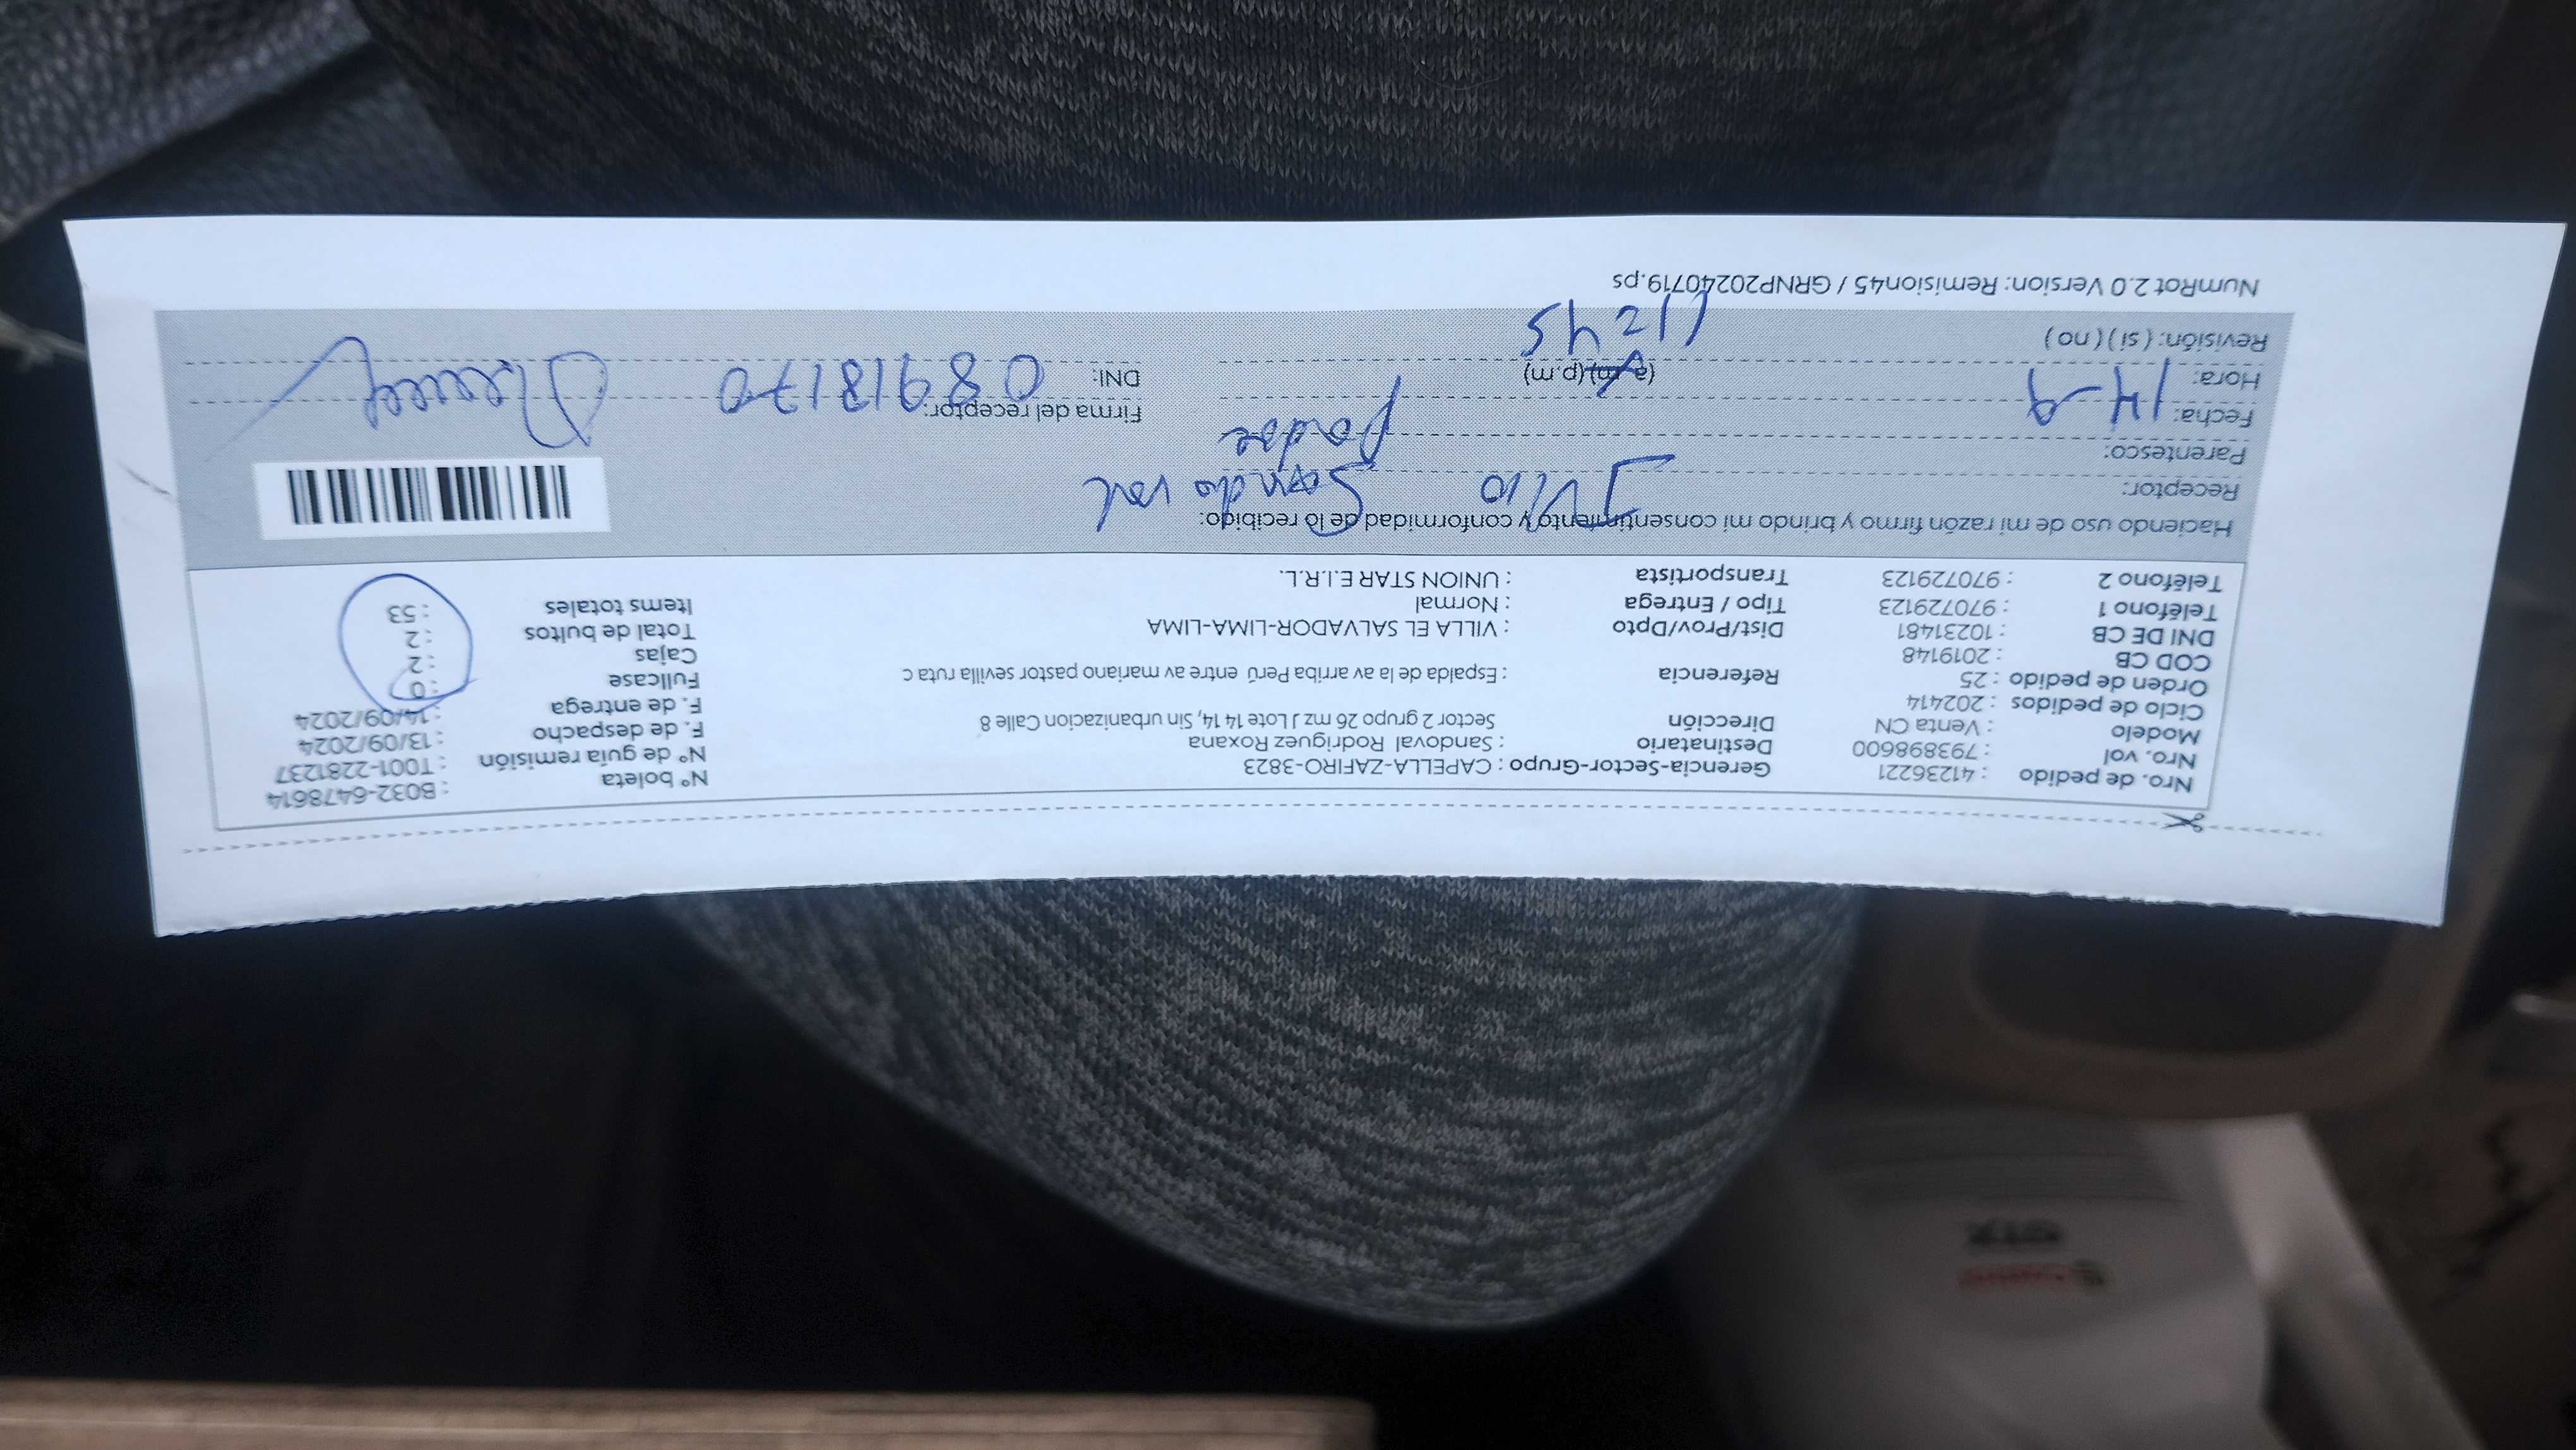 Nro. de pedido : 41236221
Nro. vol : 793898600
Modelo : Venta CN
Ciclo de pedidos : 202414
Orden de pedido : 25
COD CB : 2019148
DNI DE CB : 10231481
Teléfono 1 : 970729123
Teléfono 2 : 970729123
Gerencia-Sector-Grupo : CAPELLA-ZAFIRO-3823
Destinatario : Sandoval Rodriguez Roxana
Dirección Sector 2 grupo 26 mz J Lote 14 14, Sin urbanizacion Calle 8
Referencia : Espalda de la av arriba Perú entre av mariano pastor sevilla ruta c
Dist/Prov/Dpto : VILLA EL SALVADOR-LIMA-LIMA
Tipo / Entrega : Normal
Transportista : UNION STAR E.I.R.L.
N° boleta : B032-6478614
N° de guía remisión : T001-2281237
F. de despacho : 13/09/2024
F. de entrega : 14/09/2024
Fullcase : 0
Cajas : 2
Total de bultos : 2
Items totales : 53
Haciendo uso de mi razón firmo y brindo mi consentimiento y conformidad de lo recibido:
Receptor: Julio Sandoval
Parentesco: padre
Fecha: 14-9
Firma del receptor:
Hora: (a.m)(p.m) 12 45
DNI: 08918170
Revisión: (si) (no)
NumRot 2.0 Version: Remision45 / GRNP20240719.ps